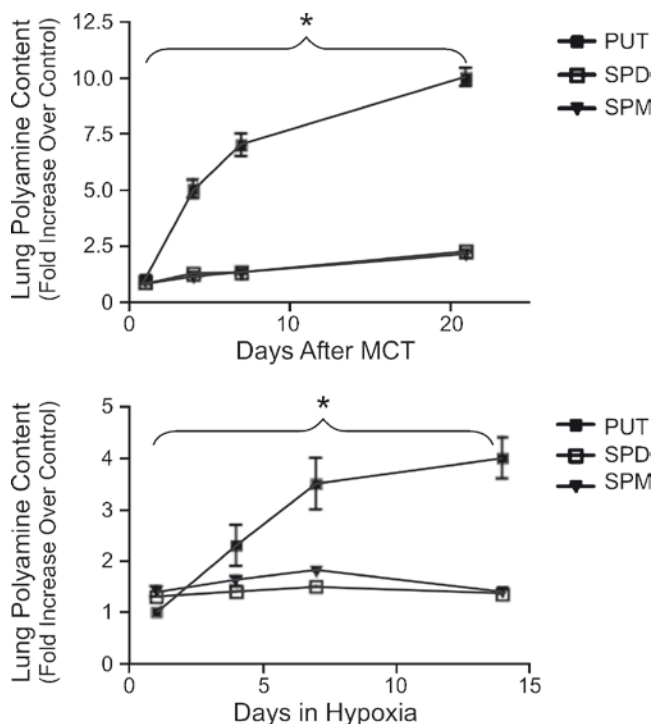 12.5
10.0
7.5
5.0
2.5
0
Lung Polyamine Content
(Fold Increase Over Control)
*
0 10 20
Days After MCT
PUT
SPD
SPM
5
4
3
2
1
0
Lung Polyamine Content
(Fold Increase Over Control)
*
0 5 10 15
Days in Hypoxia
PUT
SPD
SPM